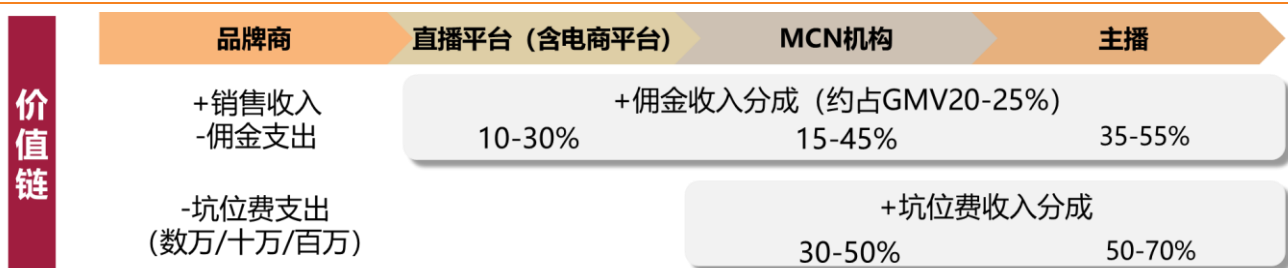 价值链
品牌商 直播平台（含电商平台） MCN机构 主播
+销售收入
-佣金支出
+佣金收入分成（约占GMV20-25%）
10-30% 15-45% 35-55%
-坑位费支出
（数万/十万/百万）
+坑位费收入分成
30-50% 50-70%